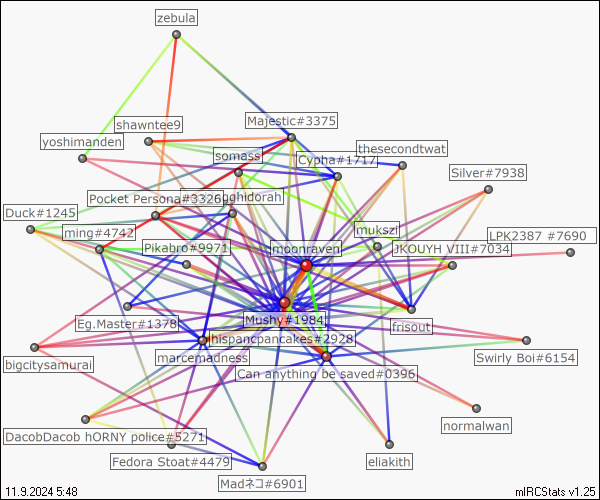 zebula
Majestic#3375
shawntee9
yoshimanden
thesecondtwat
somass
Cypha#1717
Silver#7938
Pocket Persona#3326
gghidorah
Duck#1245
mukszi
ming#4742
LPK2387 #7690
Pikabro#9971
moonraven
JKOUYH VIII#7034
Mushy#1984
Eg.Master#1378
frisout
hispancpancakes#2928
marcemadness
Swirly Boi#6154
bigcitysamurai
Can anything be saved#0396
normalwan
DacobDacob hORNY police#5271
Fedora Stoat#4479
eliakith
Madネコ#6901
11.9.2024 5:48
mIRCStats v1.25